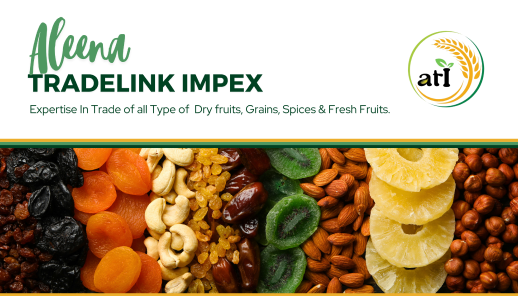 Aleena
TRADELINK IMPEX
Expertise In Trade of all Type of Dry fruits, Grains, Spices & Fresh Fruits.
atl